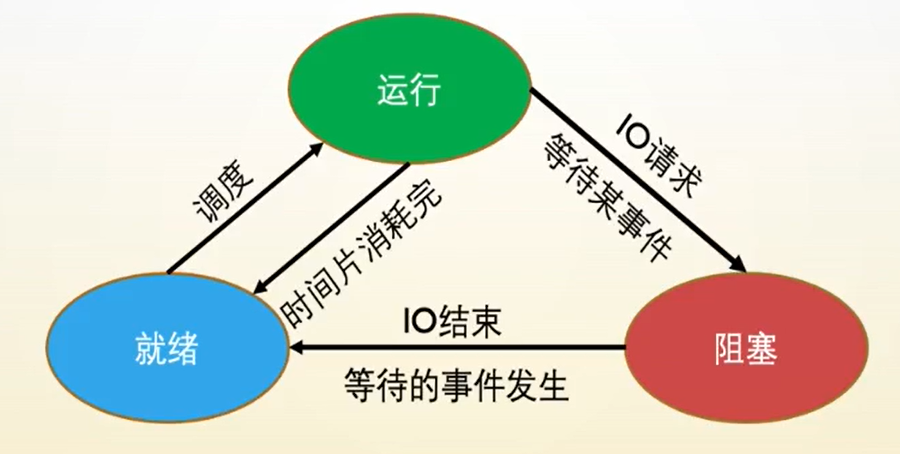 运行
IO请求
等待某事件
调度
时间片消耗完
就绪
IO结束
等待的事件发生
阻塞